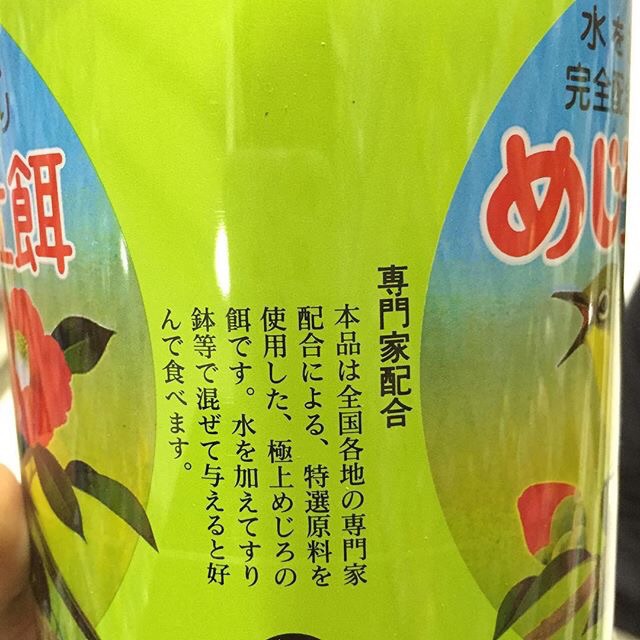 水を
完全配
めじ
専門家配合
本品は全国各地の専門家
配合による、特選原料を
使用した、極上めじろの
餌です。水を加えてすり
鉢等で混ぜて与えると好
んで食べます。
り
上餌